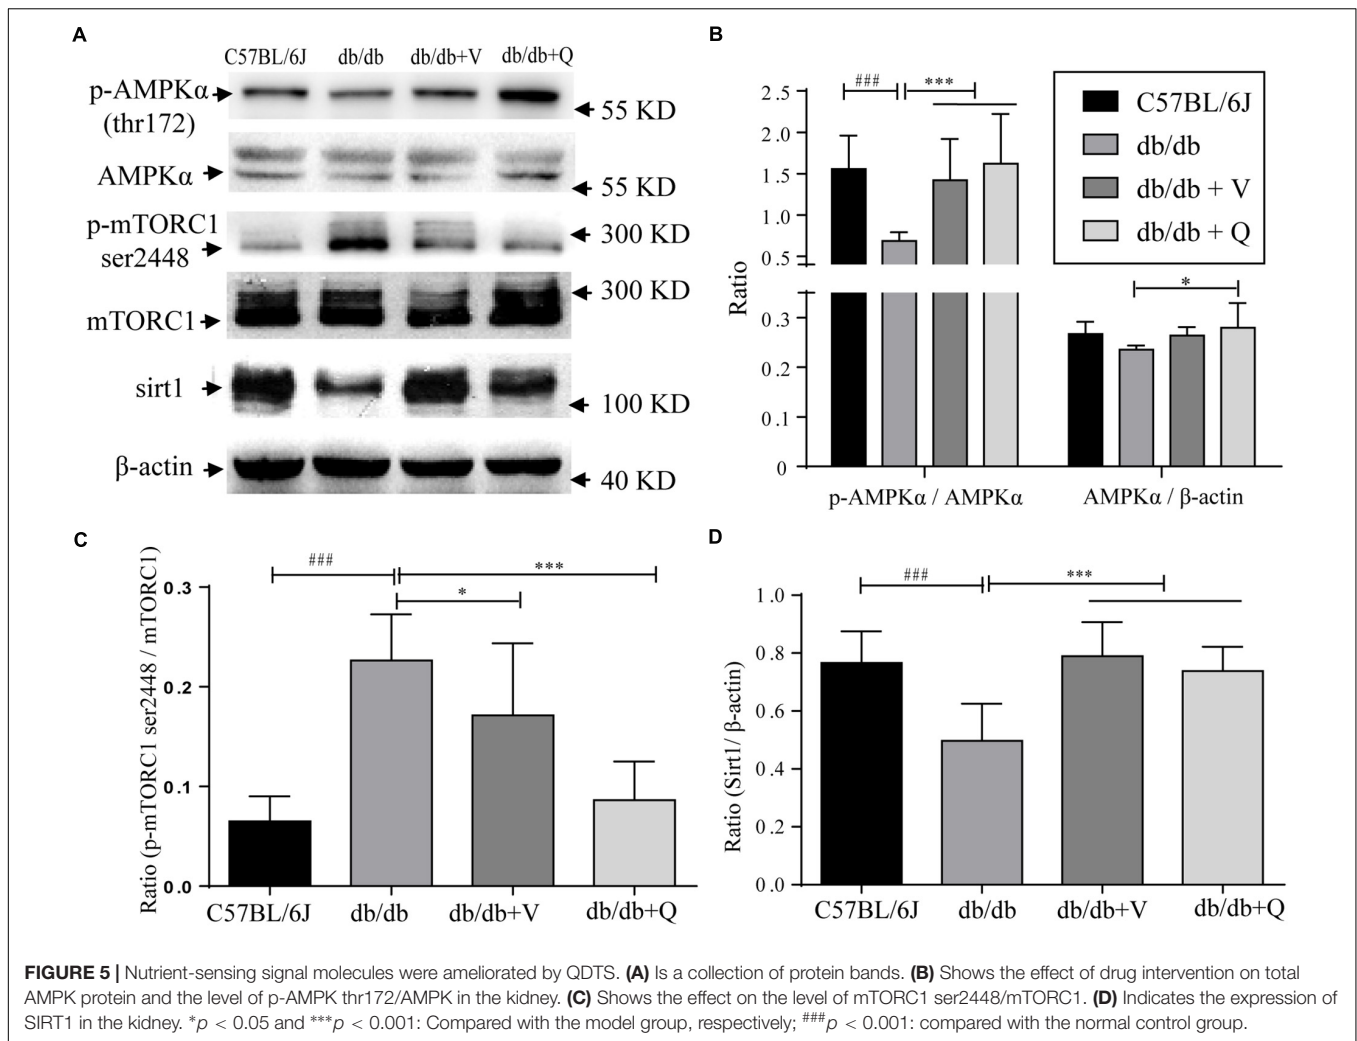 A
C57BL/6J db/db db/db+V db/db+Q
p-AMPKα
(thr172)
55 KD
AMPKα
55 KD
p-mTORC1
ser2448
300 KD
mTORC1
300 KD
sirt1
100 KD
β-actin
40 KD
B
### ***
2.5
2.0
1.5
1.0
0.5
0.3
0.2
0.1
0
Ratio
*
p-AMPKα / AMPKα AMPKα / β-actin
C57BL/6J
db/db
db/db + V
db/db + Q
C
### ***
*
0.3
0.2
0.1
0.0
Ratio (p-mTORC1 ser2448 / mTORC1)
C57BL/6J db/db db/db+V db/db+Q
D
### ***
1.0
0.8
0.6
0.4
0.2
0.0
Ratio (Sirt1/ β-actin)
C57BL/6J db/db db/db+V db/db+Q
FIGURE 5 | Nutrient-sensing signal molecules were ameliorated by QDTS. (A) Is a collection of protein bands. (B) Shows the effect of drug intervention on total
AMPK protein and the level of p-AMPK thr172/AMPK in the kidney. (C) Shows the effect on the level of mTORC1 ser2448/mTORC1. (D) Indicates the expression of
SIRT1 in the kidney. *p < 0.05 and ***p < 0.001: Compared with the model group, respectively; ###p < 0.001: compared with the normal control group.